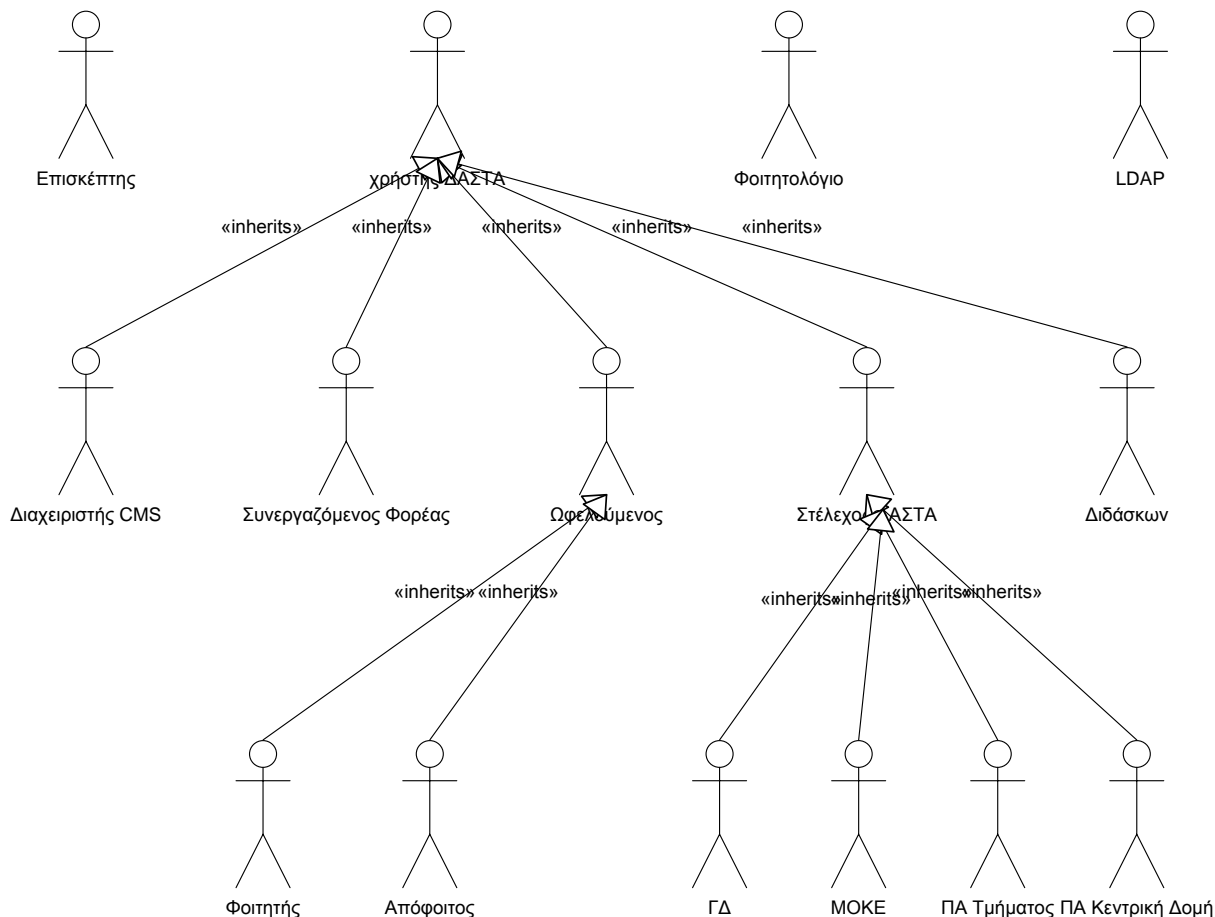 Επισκέπτης
χρήστης ΔΑΣΤΑ
Φοιτητολόγιο
LDAP
«inherits»
«inherits»
«inherits»
«inherits»
«inherits»
Διαχειριστής CMS
Συνεργαζόμενος Φορέας
Ωφελούμενος
Στέλεχος ΔΑΣΤΑ
Διδάσκων
«inherits»
«inherits»
«inherits»
«inherits»
«inherits»
«inherits»
Φοιτητής
Απόφοιτος
ΓΔ
ΜΟΚΕ
ΠΑ Τμήματος
ΠΑ Κεντρική Δομή